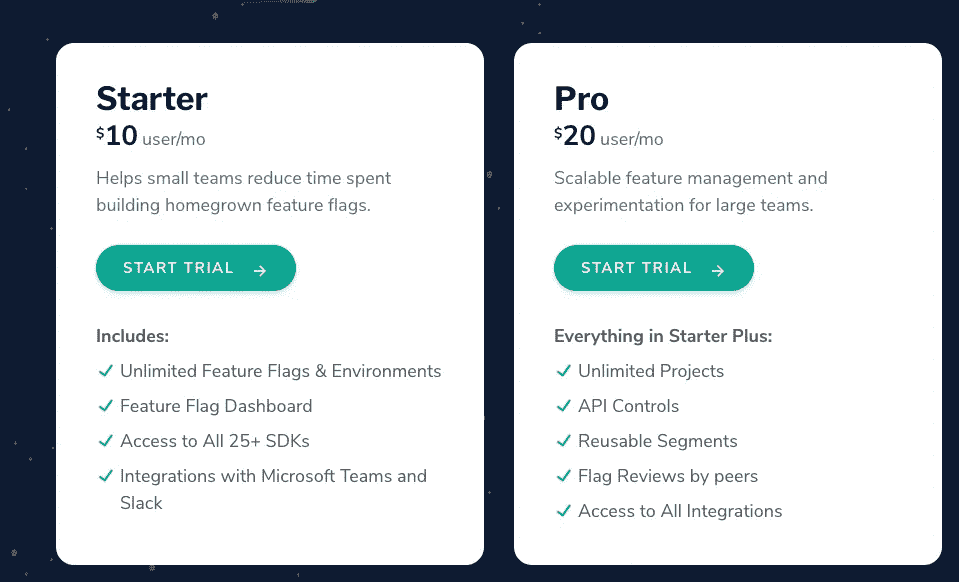 Starter
$10 user/mo
Helps small teams reduce time spent
building homegrown feature flags.
START TRIAL →
Includes:
✓ Unlimited Feature Flags & Environments
✓ Feature Flag Dashboard
✓ Access to All 25+ SDKs
✓ Integrations with Microsoft Teams and
Slack
Pro
$20 user/mo
Scalable feature management and
experimentation for large teams.
START TRIAL →
Everything in Starter Plus:
✓ Unlimited Projects
✓ API Controls
✓ Reusable Segments
✓ Flag Reviews by peers
✓ Access to All Integrations